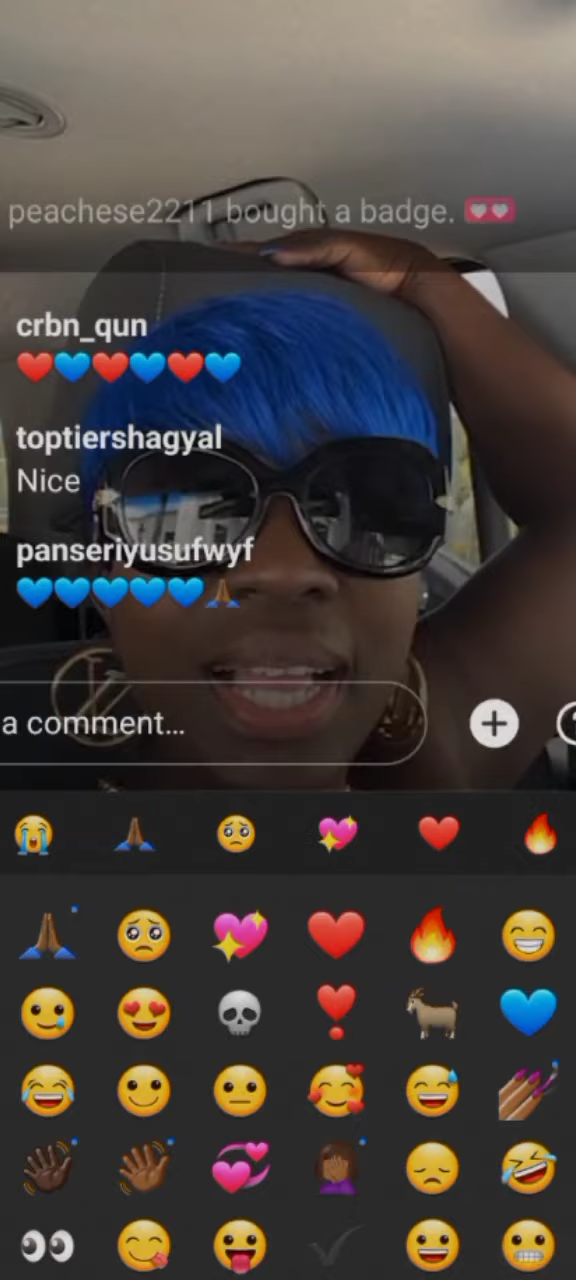 peachese2211 bought a badge. 💕
crbn_qun
❤️💙❤️💙❤️💙
toptiershagyal
Nice
panseriyusufwyf
💙💙💙💙💙🙏🏾
a comment…